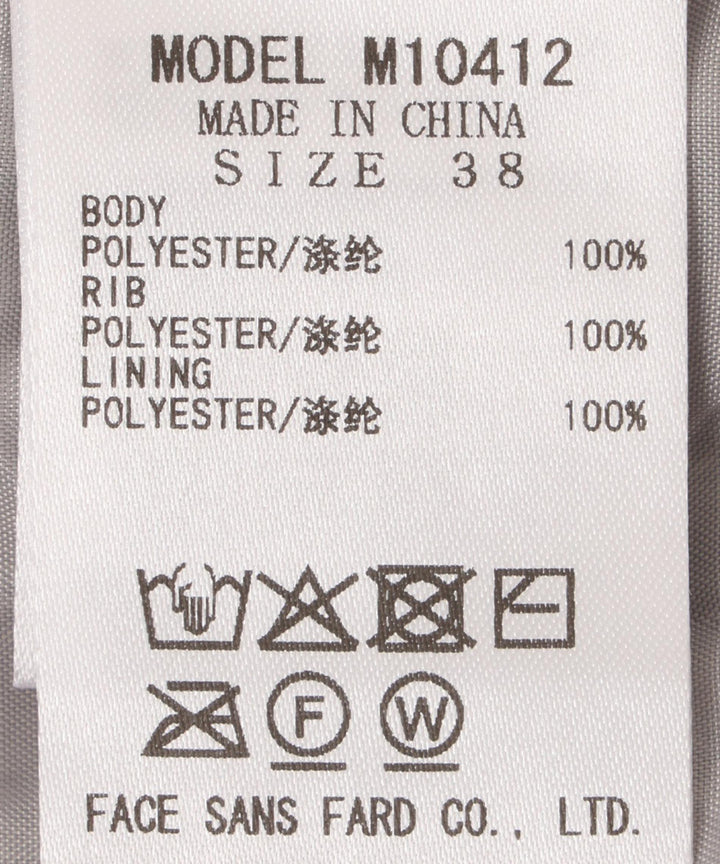 MODEL M10412
MADE IN CHINA
SIZE 38
BODY
POLYESTER/涤纶 100%
RIB
POLYESTER/涤纶 100%
LINING
POLYESTER/涤纶 100%
F W
FACE SANS FARD CO., LTD.